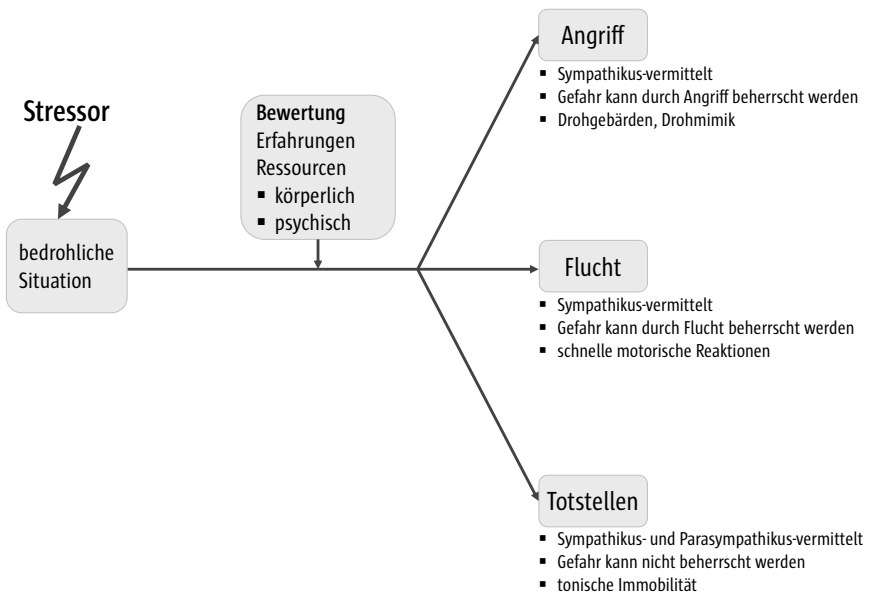 Stressor
bedrohliche
Situation
Bewertung
Erfahrungen
Ressourcen
▪ körperlich
▪ psychisch
Angriff
▪ Sympathikus-vermittelt
▪ Gefahr kann durch Angriff beherrscht werden
▪ Drohgebärden, Drohmimik
Flucht
▪ Sympathikus-vermittelt
▪ Gefahr kann durch Flucht beherrscht werden
▪ schnelle motorische Reaktionen
Totstellen
▪ Sympathikus- und Parasympathikus-vermittelt
▪ Gefahr kann nicht beherrscht werden
▪ tonische Immobilität